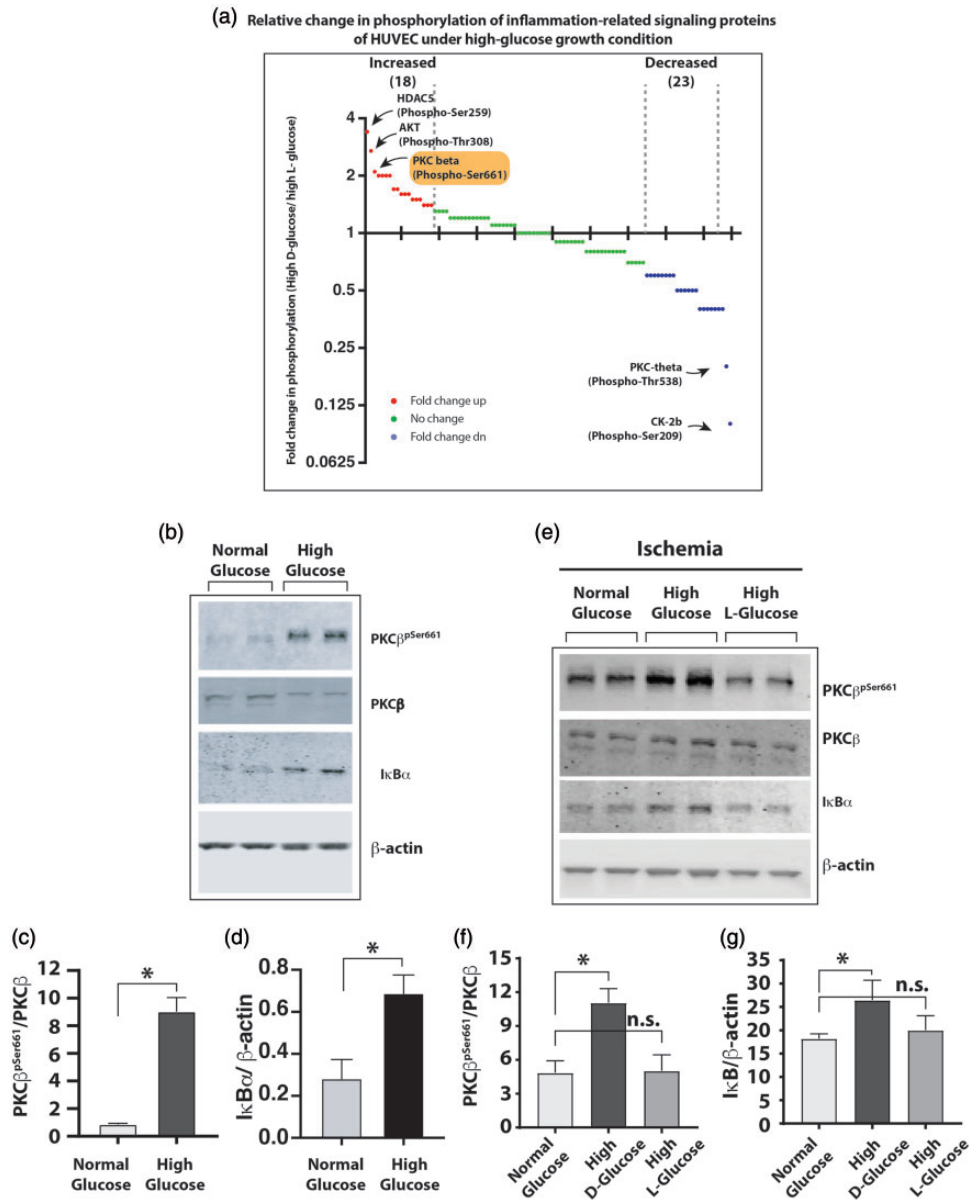 (a) Relative change in phosphorylation of inflammation-related signaling proteins
of HUVEC under high-glucose growth condition
Increased
(18)
Decreased
(23)
Fold change in phosphorylation (High D-glucose/ high L- glucose)
4
2
1
0.5
0.25
0.125
0.0625
HDAC5
(Phospho-Ser259)
AKT
(Phospho-Thr308)
PKC beta
(Phospho-Ser661)
PKC-theta
(Phospho-Thr538)
CK-2b
(Phospho-Ser209)
Fold change up
No change
Fold change dn
(b)
Normal
Glucose
High
Glucose
PKCβpSer661
PKCβ
IκBα
β-actin
(e)
Ischemia
Normal
Glucose
High
Glucose
High
L-Glucose
PKCβpSer661
PKCβ
IκBα
β-actin
(c)
PKCβpSer661/PKCβ
12
10
8
6
4
2
0
*
Normal
Glucose
High
Glucose
(d)
IκBα/ β-actin
0.8
0.6
0.4
0.2
0.0
*
Normal
Glucose
High
Glucose
(f)
PKCβpSer661/PKCβ
15
12
9
6
3
0
*
n.s.
Normal
Glucose
High
D-Glucose
High
L-Glucose
(g)
IκB/β-actin
35
30
25
20
15
10
5
0
*
n.s.
Normal
Glucose
High
D-Glucose
High
L-Glucose